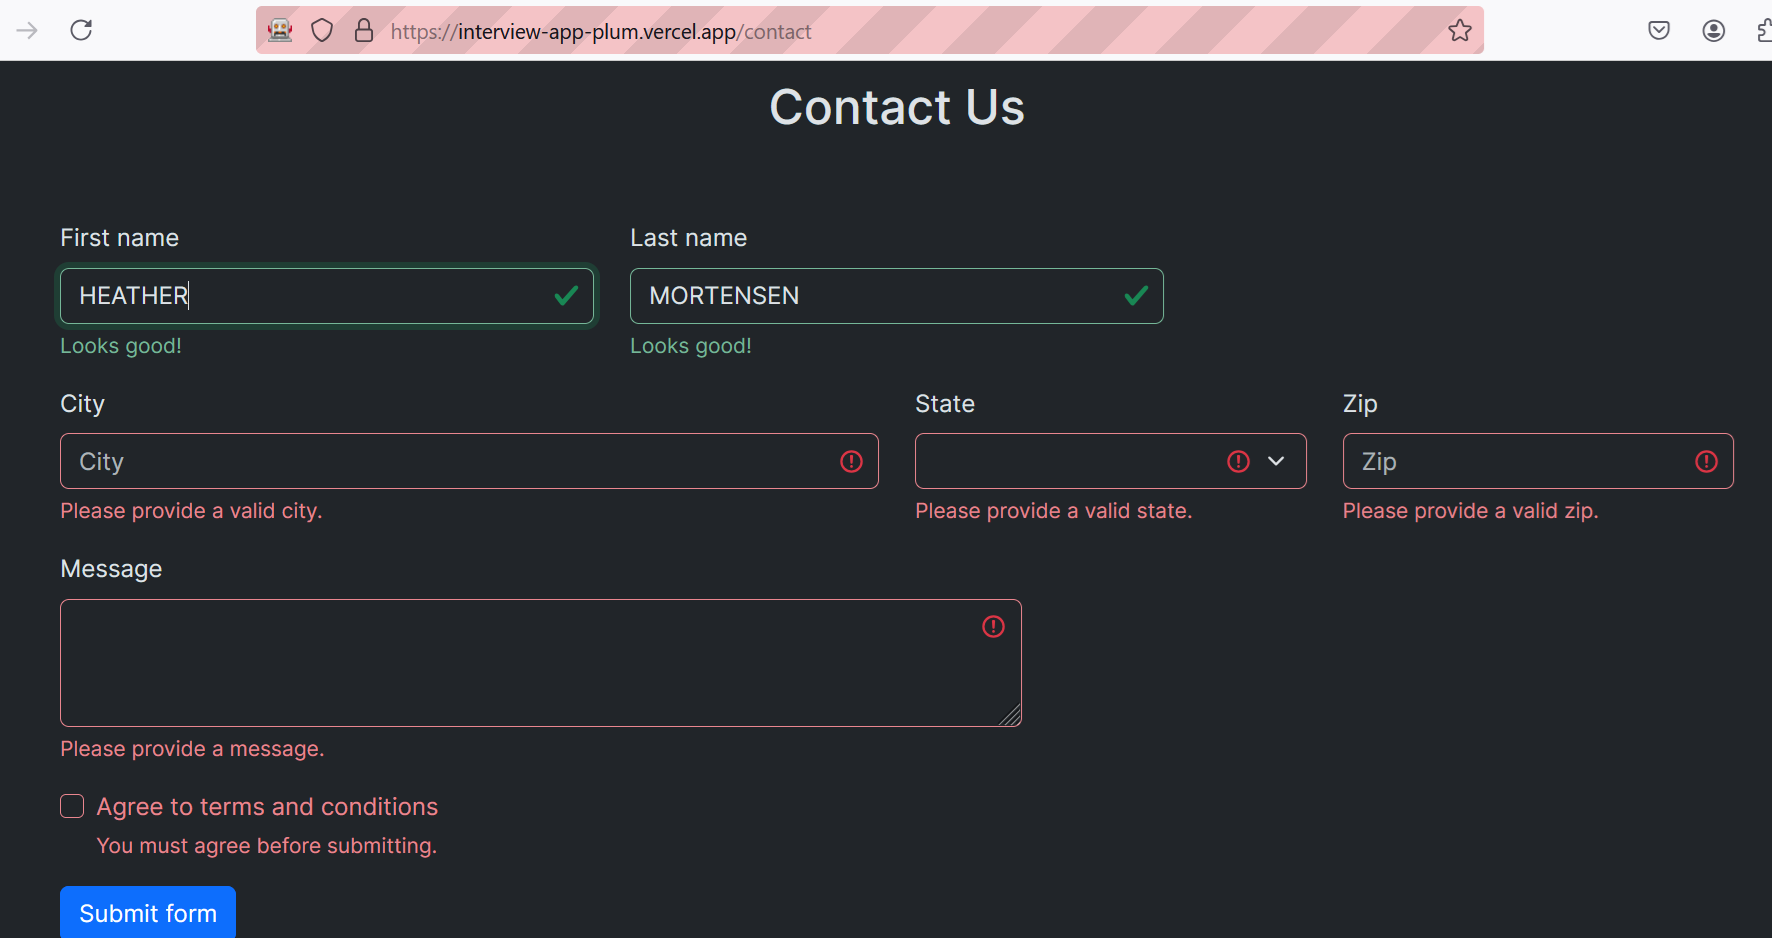 https://interview-app-plum.vercel.app/contact
Contact Us
First name Last name
HEATHER MORTENSEN
Looks good! Looks good!
City State Zip
City Zip
Please provide a valid city. Please provide a valid state. Please provide a valid zip.
Message
Please provide a message.
Agree to terms and conditions
You must agree before submitting.
Submit form